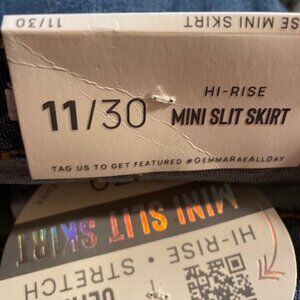 11/30
SE MINI SKIRT
11/30
HI-RISE
MINI SLIT SKIRT
TAG US TO GET FEATURED #GEMMARAEALLDAY
MINI SLIT SKIRT
HI-RISE • STRETCH